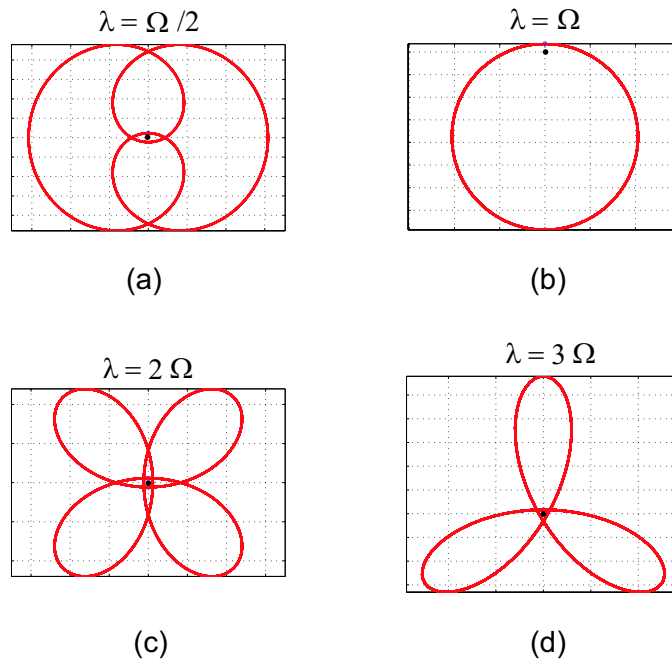 λ = Ω /2
λ = Ω
(a)
(b)
λ = 2 Ω
λ = 3 Ω
(c)
(d)